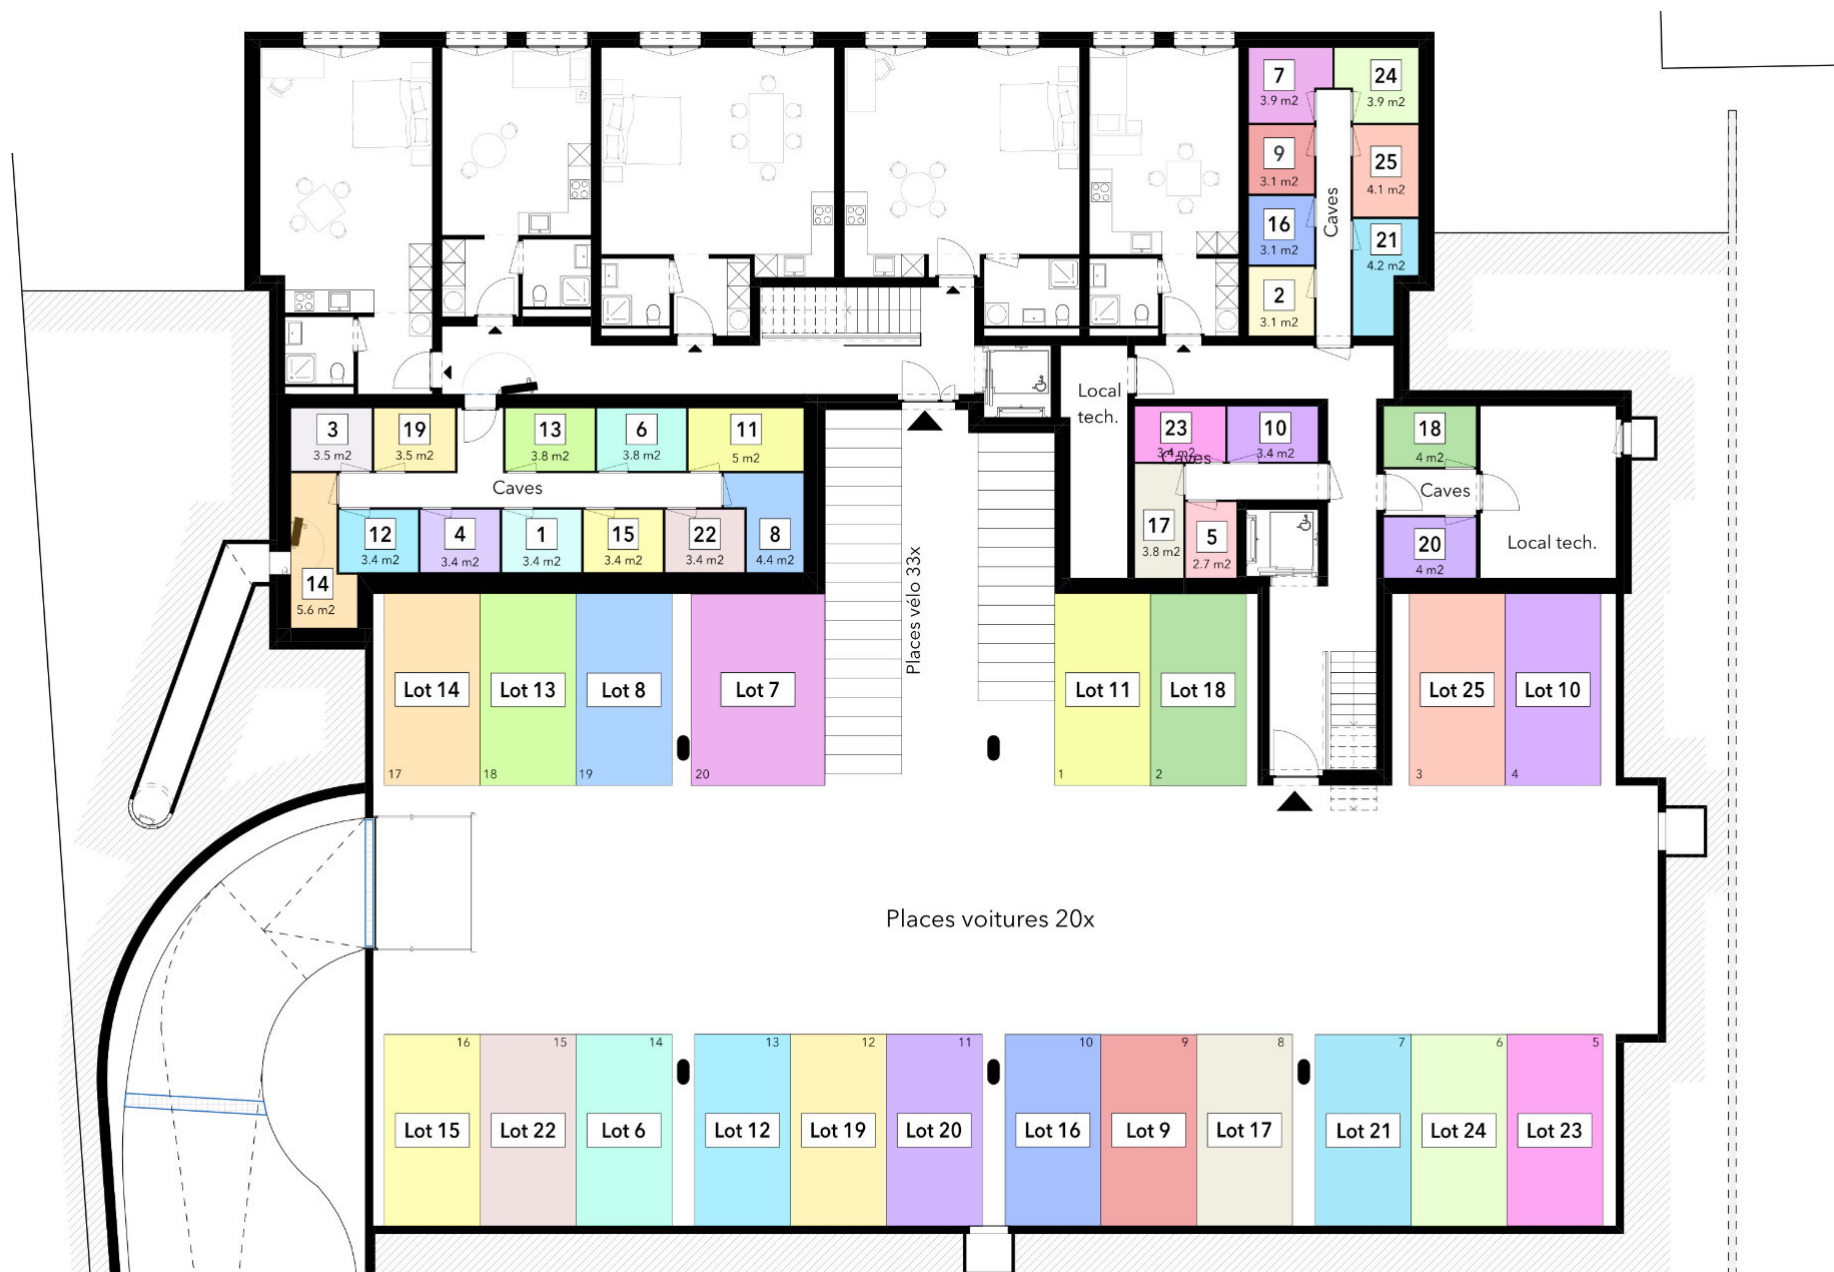 7
3.9 m2
24
3.9 m2
9
3.1 m2
25
4.1 m2
Caves
16
3.1 m2
21
4.2 m2
2
3.1 m2
Local
tech.
3
3.5 m2
19
3.5 m2
13
3.8 m2
6
3.8 m2
11
5 m2
23
3.4 m2
Caves
10
3.4 m2
18
4 m2
Caves
Caves
12
3.4 m2
4
3.4 m2
1
3.4 m2
15
3.4 m2
22
3.4 m2
8
4.4 m2
17
3.8 m2
5
2.7 m2
20
4 m2
Local tech.
14
5.6 m2
Places vélo 33x
Lot 14
Lot 13
Lot 8
Lot 7
Lot 11
Lot 18
Lot 25
Lot 10
17
18
19
20
1
2
3
4
Places voitures 20x
16
15
14
13
12
11
10
9
8
7
6
5
Lot 15
Lot 22
Lot 6
Lot 12
Lot 19
Lot 20
Lot 16
Lot 9
Lot 17
Lot 21
Lot 24
Lot 23